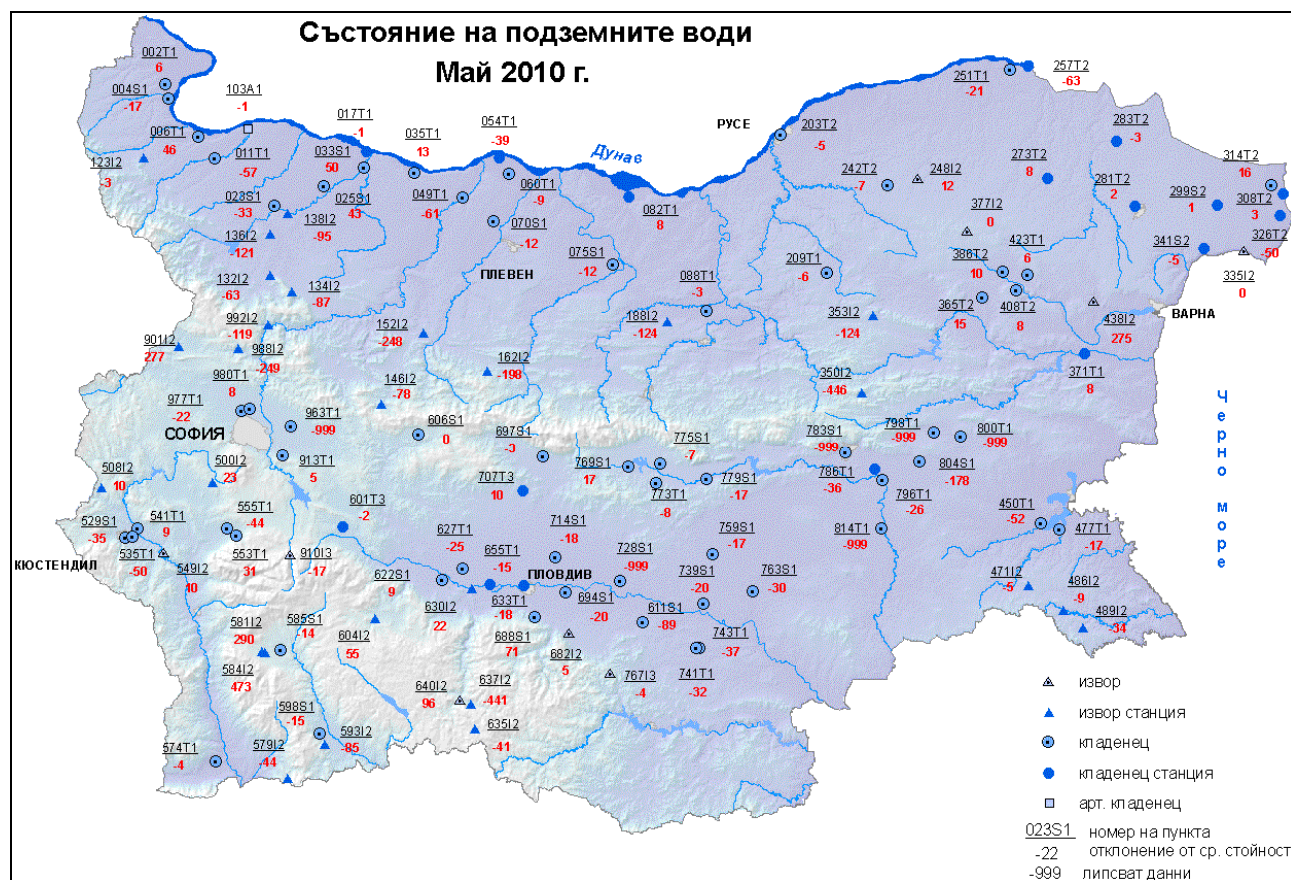 Състояние на подземните води
Май 2010 г.
002T1
6
004S1
-17
103A1
-1
006T1
46
011T1
-57
123I2
-3
017T1
-1
033S1
50
035T1
13
054T1
-39
Дунав
РУСЕ
203T2
-5
251T1
-21
257T2
-63
283T2
-3
314T2
16
023S1
-33
025S1
43
138I2
-95
049T1
-61
060T1
-9
070S1
-12
082T1
8
242T2
-7
248I2
12
273T2
8
281T2
2
299S2
1
308T2
3
326T2
-50
136I2
-121
377I2
0
423T1
6
386T2
10
341S2
-5
335I2
0
132I2
-63
134I2
-87
ПЛЕВЕН
075S1
-12
088T1
-3
209T1
-6
365T2
15
408T2
8
438I2
275
ВАРНА
992I2
-119
901I2
277
988I2
-249
152I2
-248
188I2
-124
353I2
-124
162I2
-198
350I2
-446
371T1
8
980T1
8
977T1
-22
146I2
-78
СОФИЯ
963T1
-999
606S1
0
697S1
-3
775S1
-7
783S1
-999
798T1
-999
800T1
-999
Черно море
508I2
10
500I2
23
913T1
5
707T3
10
769S1
17
773T1
-8
779S1
-17
786T1
-36
804S1
-178
796T1
-26
529S1
-35
541T1
9
555T1
-44
601T3
-2
627T1
-25
714S1
-18
759S1
-17
814T1
-999
450T1
-52
477T1
-17
КЮСТЕНДИЛ
535T1
-50
549I2
10
553T1
31
910I3
-17
622S1
9
655T1
-15
ПЛОВДИВ
728S1
-999
739S1
-20
763S1
-30
471I2
-5
486I2
-9
489I2
-34
581I2
290
585S1
14
604I2
55
630I2
22
633T1
-18
694S1
-20
611S1
-89
688S1
71
682I2
5
743T1
-37
584I2
473
640I2
96
637I2
-441
767I3
-4
741T1
-32
598S1
-15
593I2
-85
635I2
-41
574T1
-4
579I2
-44
извор
извор станция
кладенец
кладенец станция
арт. кладенец
023S1 номер на пункта
-22 отклонение от ср. стойност
-999 липсват данни